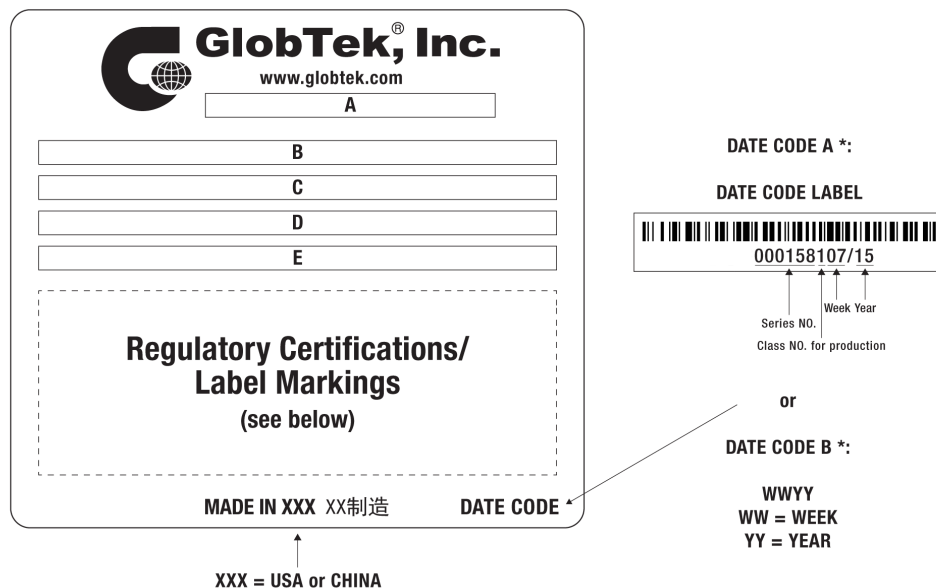 GlobTek,® Inc.
www.globtek.com
A
B
C
D
E
Regulatory Certifications/
Label Markings
(see below)
MADE IN XXX XX制造 DATE CODE
XXX = USA or CHINA
DATE CODE A *:
DATE CODE LABEL
000158107/15
Week Year
Series NO.
Class NO. for production
or
DATE CODE B *:
WWYY
WW = WEEK
YY = YEAR